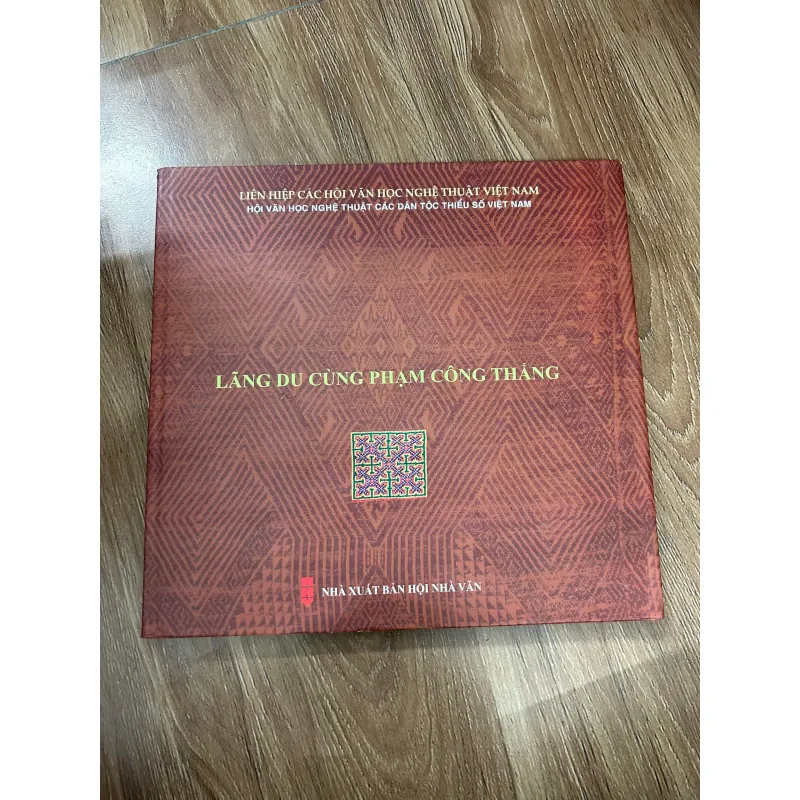 LIÊN HIỆP CÁC HỘI VĂN HỌC NGHỆ THUẬT VIỆT NAM
HỘI VĂN HỌC NGHỆ THUẬT CÁC DÂN TỘC THIỂU SỐ VIỆT NAM
LÃNG DU CÙNG PHẠM CÔNG THẮNG
NHÀ XUẤT BẢN HỘI NHÀ VĂN